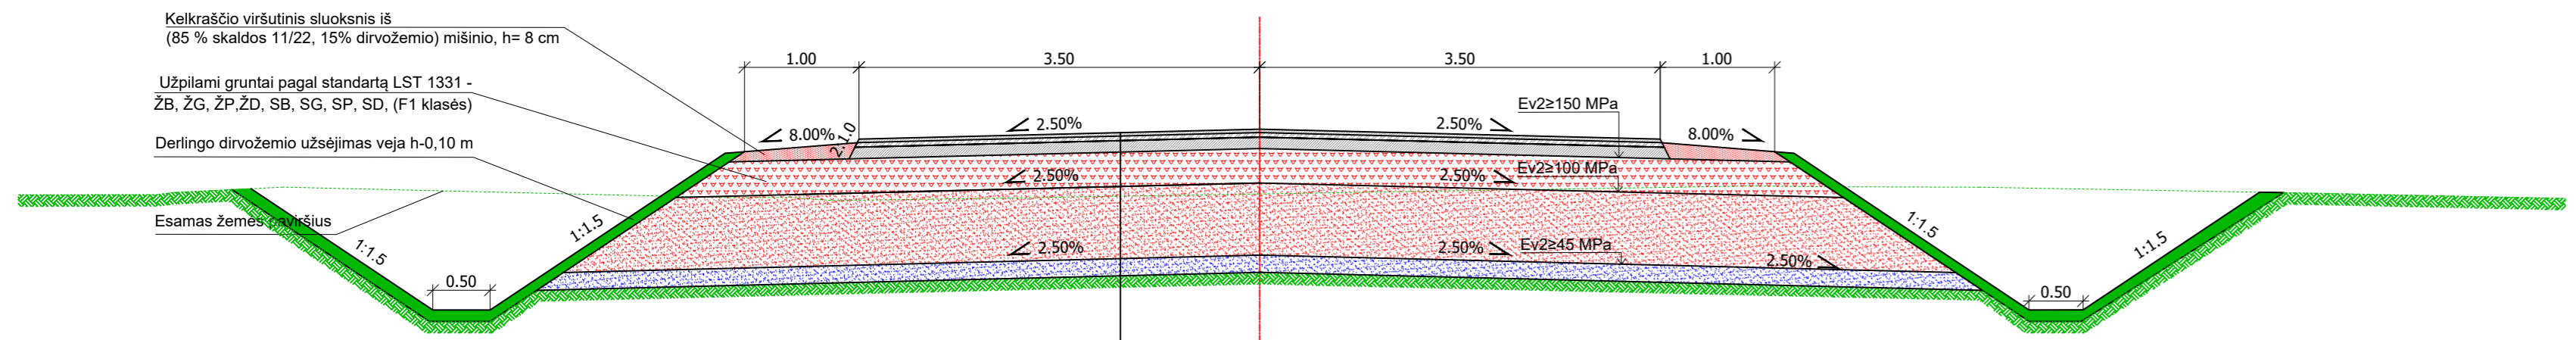 Kelkraščio viršutinis sluoksnis iš
(85 % skaldos 11/22, 15% dirvožemio) mišinio, h= 8 cm
Užpilami gruntai pagal standartą LST 1331 -
ŽB, ŽG, ŽP,ŽD, SB, SG, SP, SD, (F1 klasės)
Derlingo dirvožemio užsėjimas veja h-0,10 m
Esamas žemės paviršius
1.00
3.50
3.50
1.00
8.00%
2:1.0
2.50%
2.50%
Ev2≥150 MPa
8.00%
2.50%
2.50%
Ev2≥100 MPa
2.50%
2.50%
Ev2≥45 MPa
2.50%
1:1.5
0.50
1:1.5
1:1.5
0.50
1:1.5